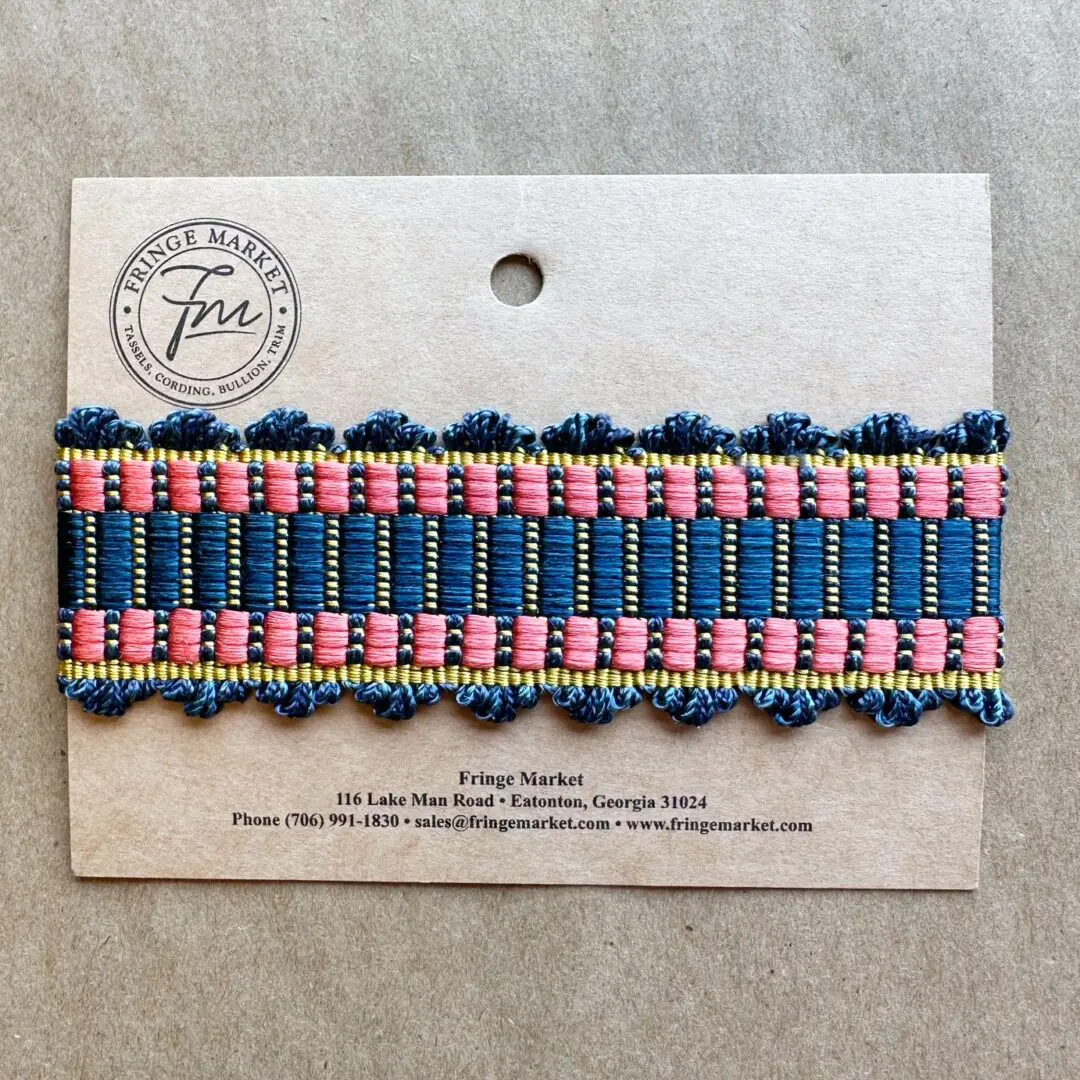 FRINGE MARKET
Fm
TASSELS, CORDING, BULLION, TRIM
Fringe Market
116 Lake Man Road • Eatonton, Georgia 31024
Phone (706) 991-1830 • sales@fringemarket.com • www.fringemarket.com